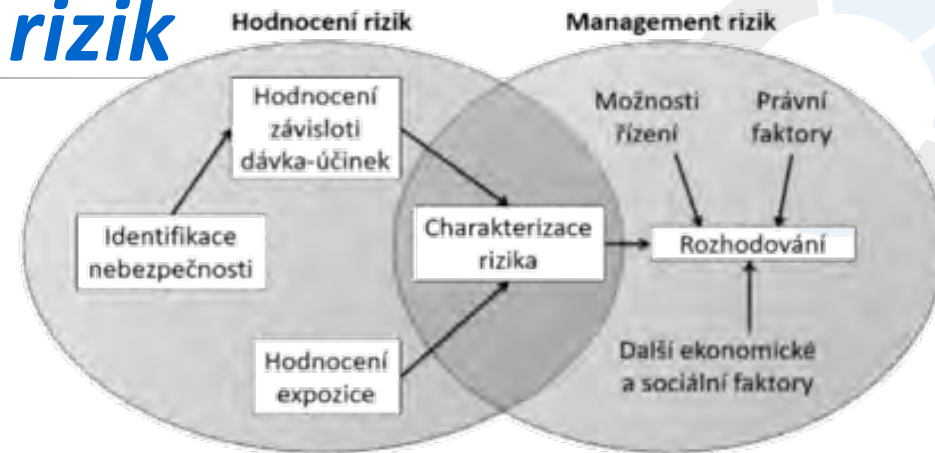 rizik
Hodnocení rizik
Management rizik
Hodnocení
závisloti
dávka-účinek
Možnosti
řízení
Právní
faktory
Identifikace
nebezpečnosti
Charakterizace
rizika
Rozhodování
Hodnocení
expozice
Další ekonomické
a sociální faktory